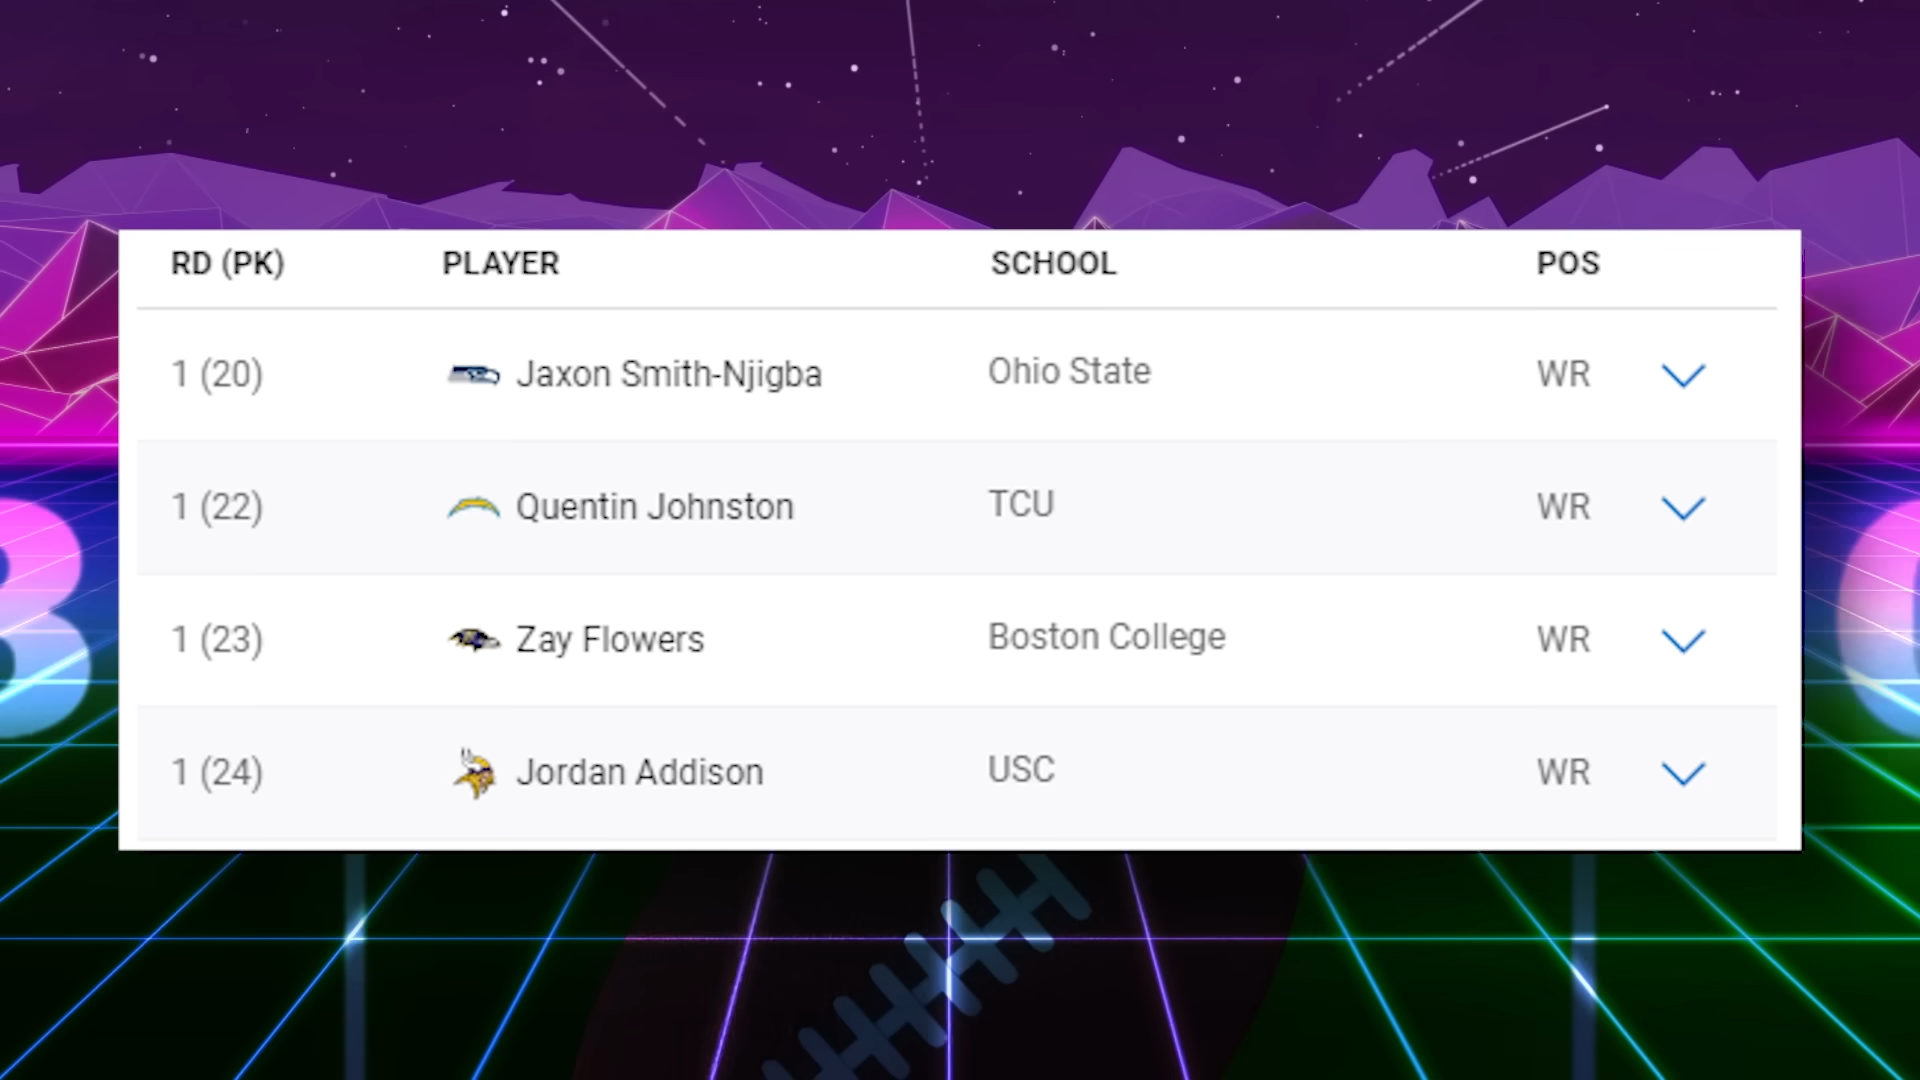 RD (PK) PLAYER SCHOOL POS
1 (20) Jaxon Smith-Njigba Ohio State WR
1 (22) Quentin Johnston TCU WR
1 (23) Zay Flowers Boston College WR
1 (24) Jordan Addison USC WR